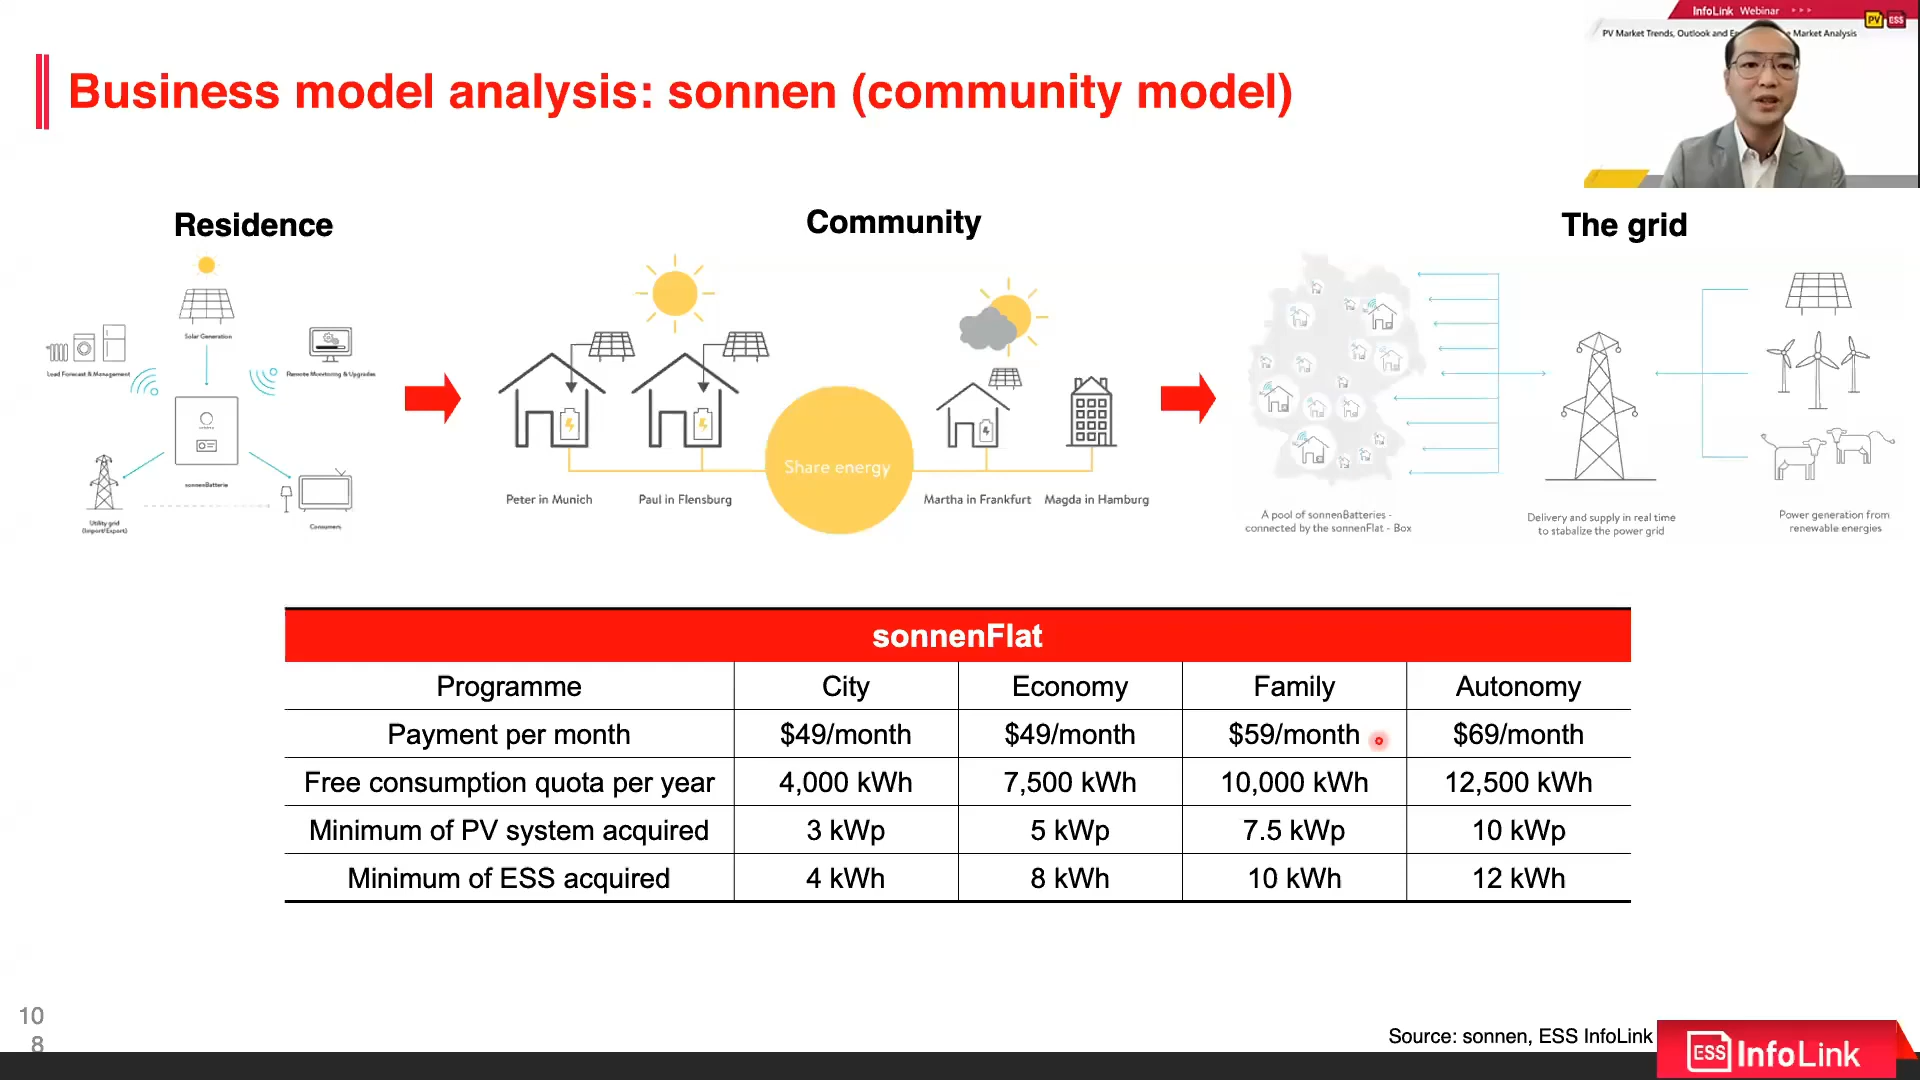 InfoLink Webinar
PV ESS
PV Market Trends, Outlook and E
Market Analysis
Business model analysis: sonnen (community model)
Residence
Community
The grid
Solar Generation
Load Forecast & Management
Remote Monitoring & Upgrades
sonnenBatterie
Utility grid
(Import/Export)
Consumers
Share energy
Peter in Munich
Paul in Flensburg
Martha in Frankfurt
Magda in Hamburg
A pool of sonnenBatteries -
connected by the sonnenFlat - Box
Delivery and supply in real time
to stabalize the power grid
Power generation from
renewable energies
sonnenFlat
Programme City Economy Family Autonomy
Payment per month $49/month $49/month $59/month $69/month
Free consumption quota per year 4,000 kWh 7,500 kWh 10,000 kWh 12,500 kWh
Minimum of PV system acquired 3 kWp 5 kWp 7.5 kWp 10 kWp
Minimum of ESS acquired 4 kWh 8 kWh 10 kWh 12 kWh
10
8
Source: sonnen, ESS InfoLink
ESS InfoLink